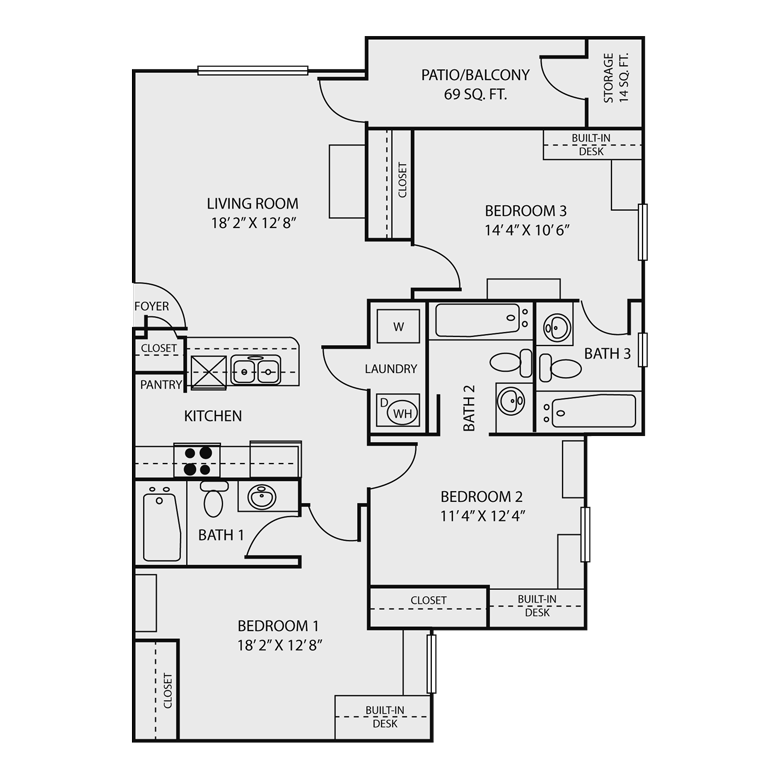 PATIO/BALCONY
69 SQ. FT.
STORAGE
14 SQ. FT.
BUILT-IN
DESK
CLOSET
LIVING ROOM
18' 2” X 12' 8”
BEDROOM 3
14' 4” X 10' 6”
FOYER
W
CLOSET
BATH 3
LAUNDRY
PANTRY
D
WH
BATH 2
KITCHEN
BEDROOM 2
11' 4” X 12' 4”
BATH 1
CLOSET
BUILT-IN
DESK
BEDROOM 1
18' 2” X 12' 8”
CLOSET
BUILT-IN
DESK